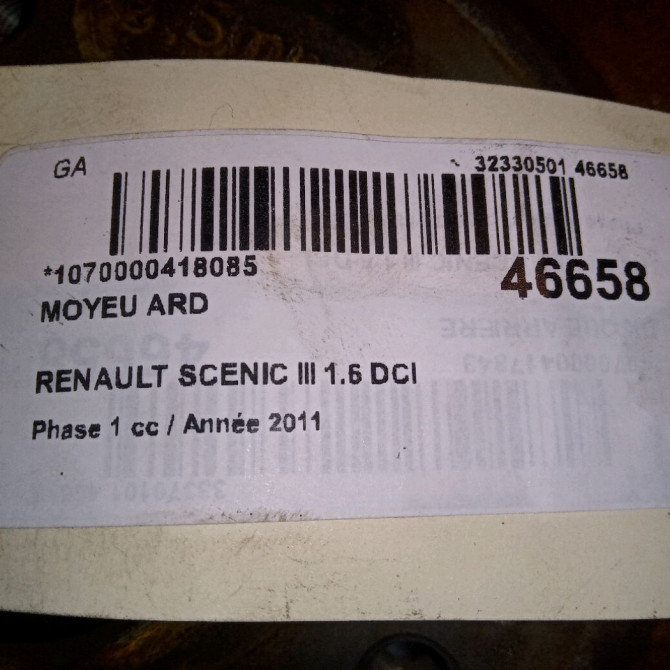 GA
32330501 46658
*1070000418085
46658
MOYEU ARD
RENAULT SCENIC III 1.6 DCI
Phase 1 cc / Année 2011